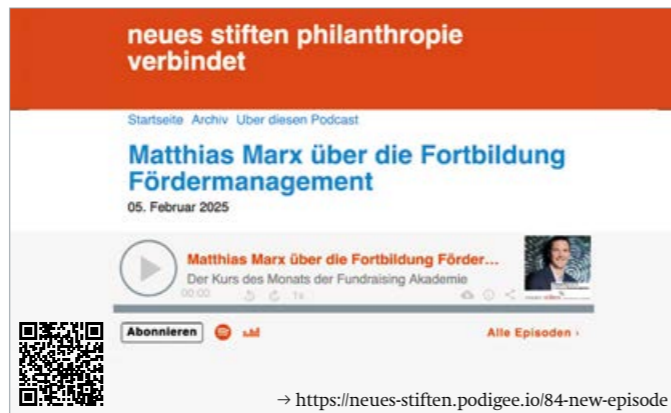 neues stiften philanthropie
verbindet
Startseite Archiv Über diesen Podcast
Matthias Marx über die Fortbildung
Fördermanagement
05. Februar 2025
Matthias Marx über die Fortbildung Förder...
Der Kurs des Monats der Fundraising Akademie
00:00 1x
Abonnieren
Alle Episoden ›
→ https://neues-stiften.podigee.io/84-new-episode